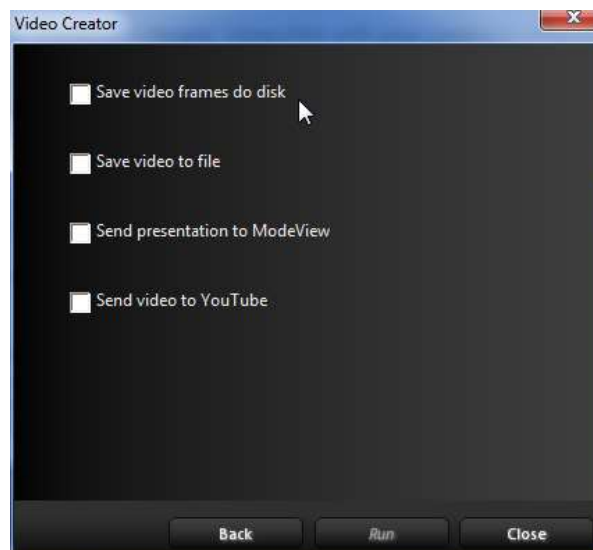 Video Creator
Save video frames do disk
Save video to file
Send presentation to ModeView
Send video to YouTube
Back Run Close